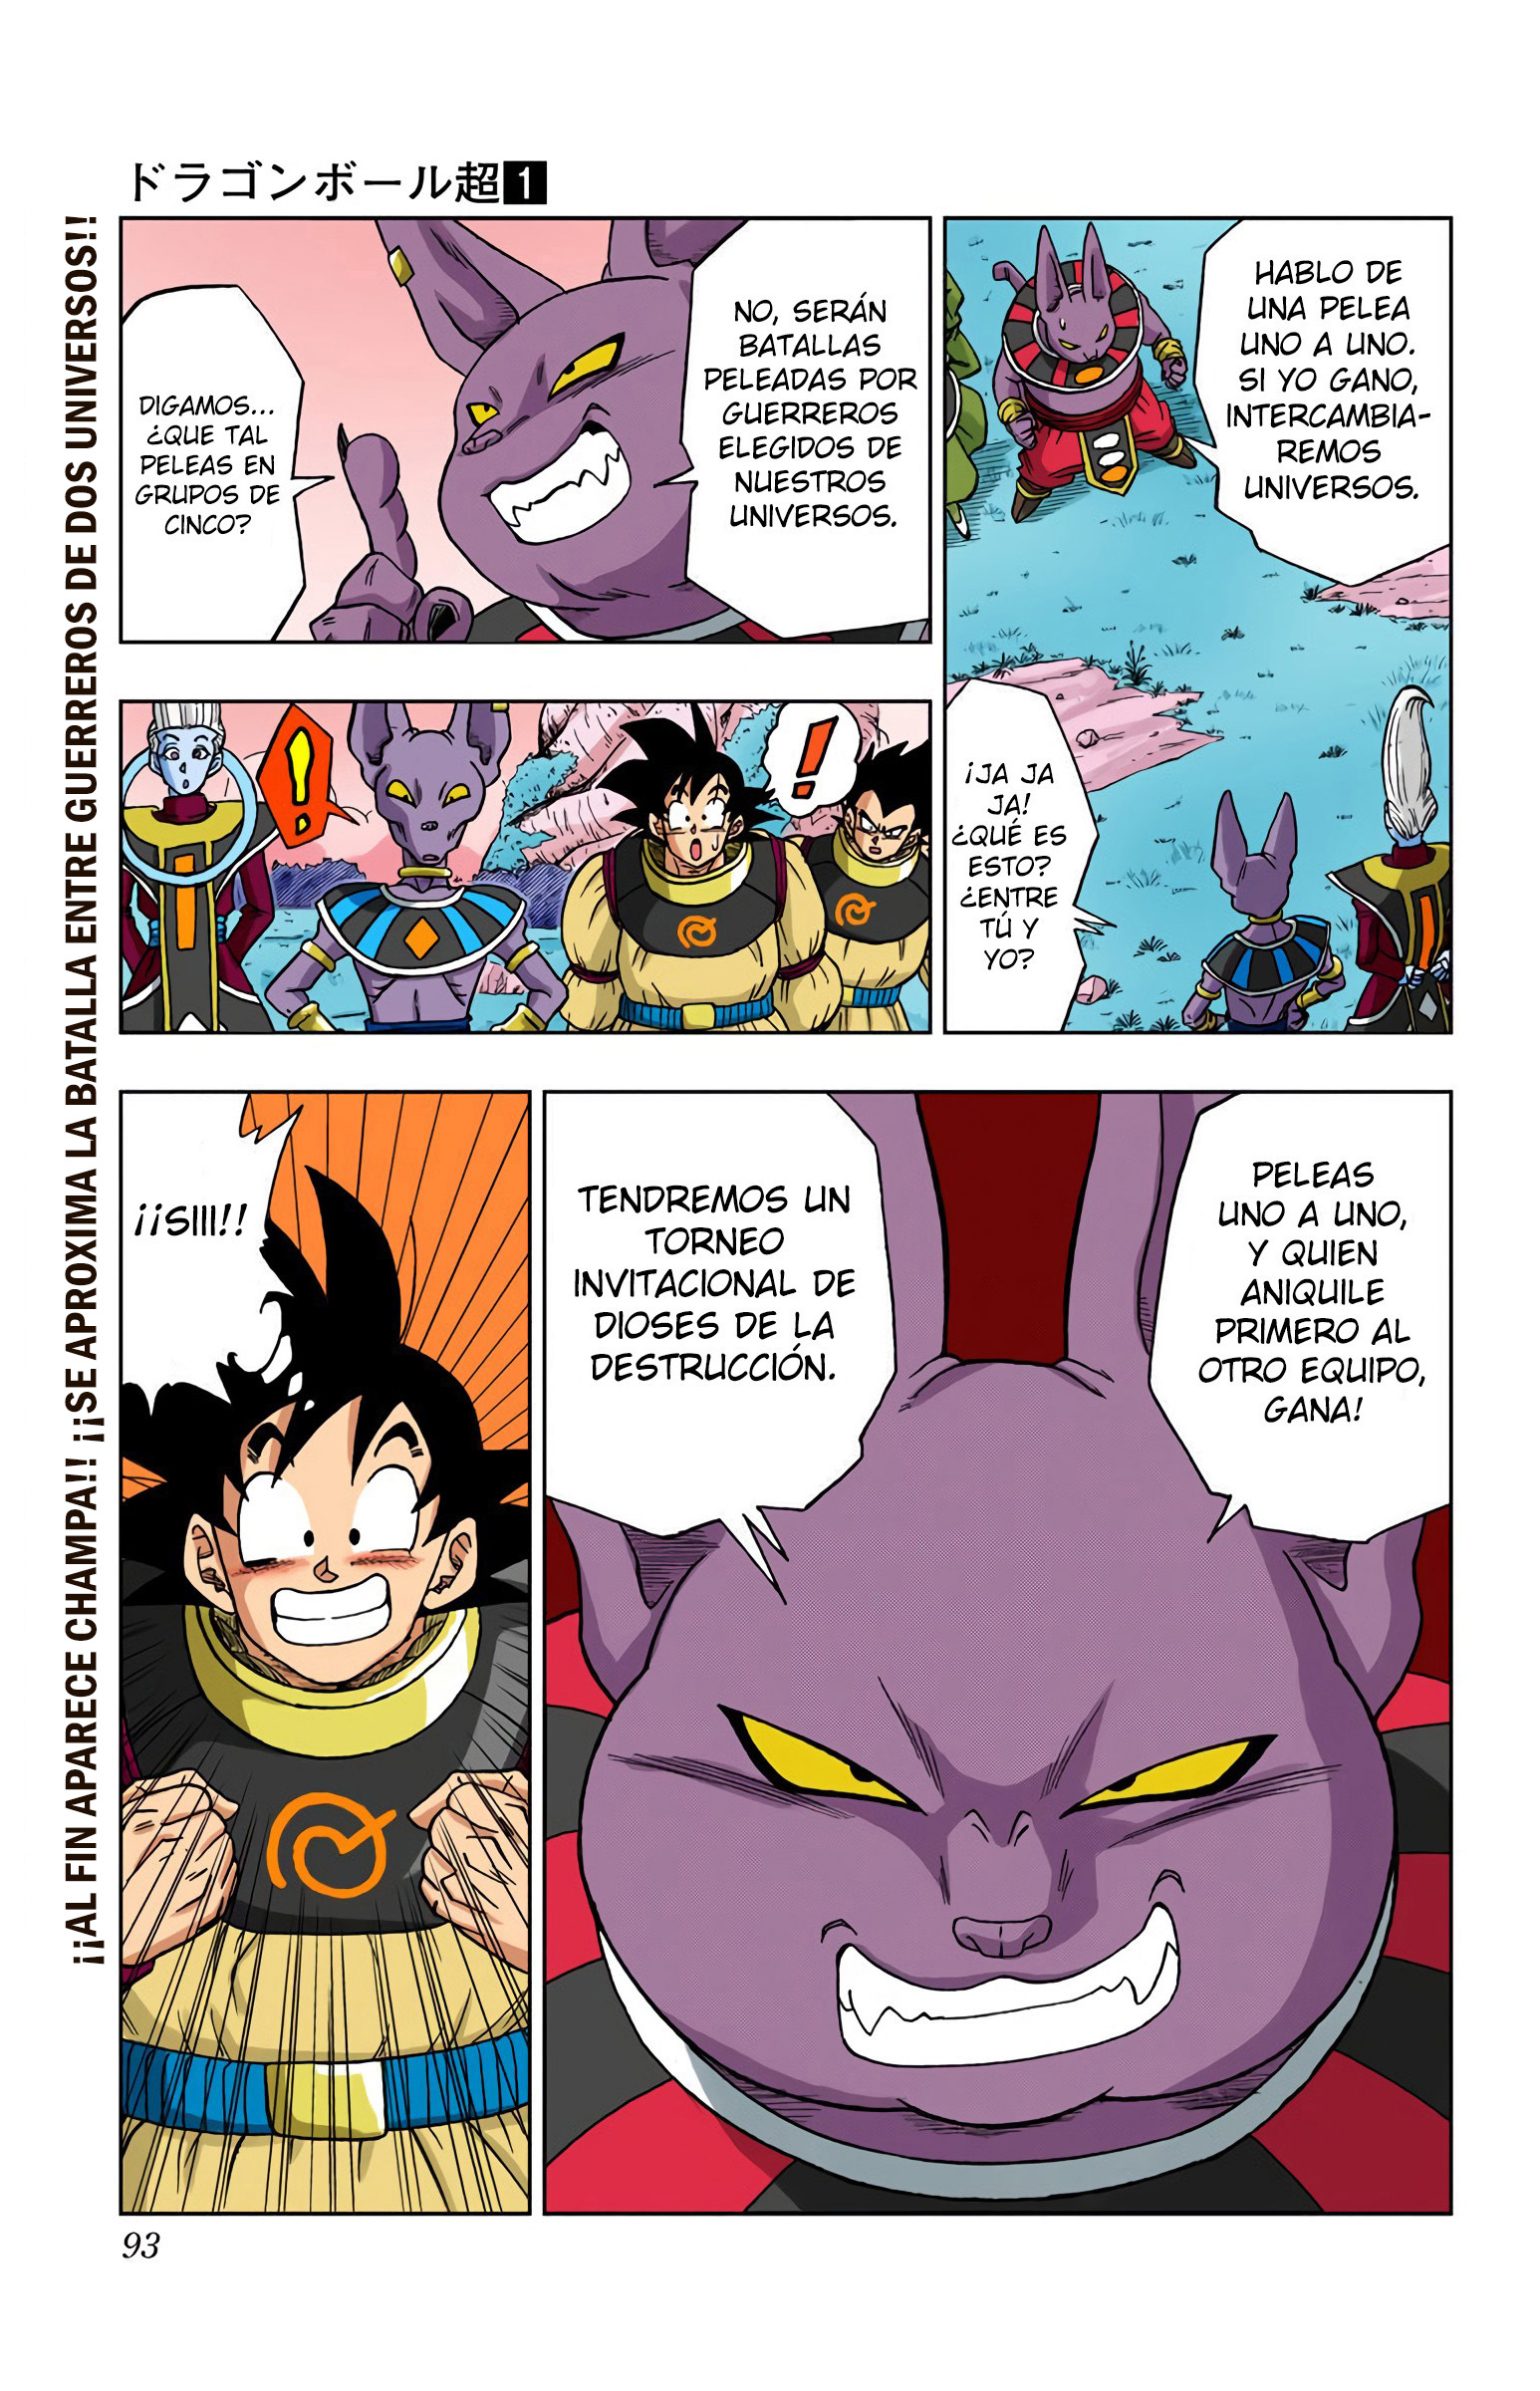 ドラゴンボール超1
HABLO DE
UNA PELEA
UNO A UNO.
SI YO GANO,
INTERCAMBIA-
REMOS
UNIVERSOS.
¡JA JA
JA!
¿QUÉ ES
ESTO?
¿ENTRE
TÚ Y
YO?
NO, SERÁN
BATALLAS
PELEADAS POR
GUERREROS
ELEGIDOS DE
NUESTROS
UNIVERSOS.
DIGAMOS...
¿QUE TAL
PELEAS EN
GRUPOS DE
CINCO?
!
!
PELEAS
UNO A UNO,
Y QUIEN
ANIQUILE
PRIMERO AL
OTRO EQUIPO,
GANA!
TENDREMOS UN
TORNEO
INVITACIONAL DE
DIOSES DE LA
DESTRUCCIÓN.
¡¡SIII!!
¡¡AL FIN APARECE CHAMPA!! ¡¡SE APROXIMA LA BATALLA ENTRE GUERREROS DE DOS UNIVERSOS!!
93